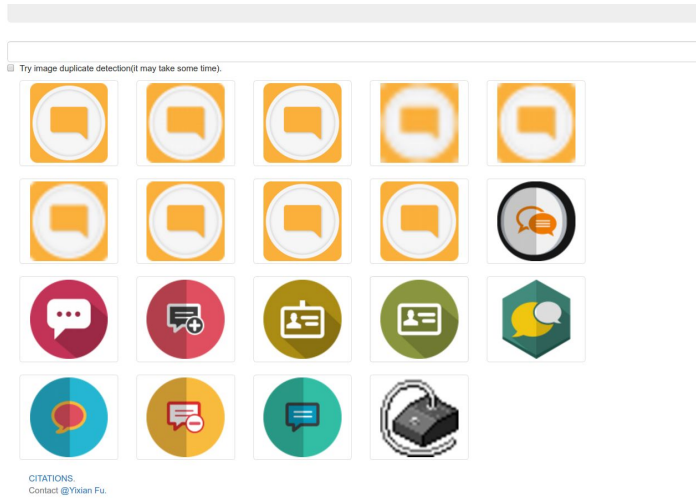 Try image duplicate detection(it may take some time).
CITATIONS.
Contact @Yixian Fu.